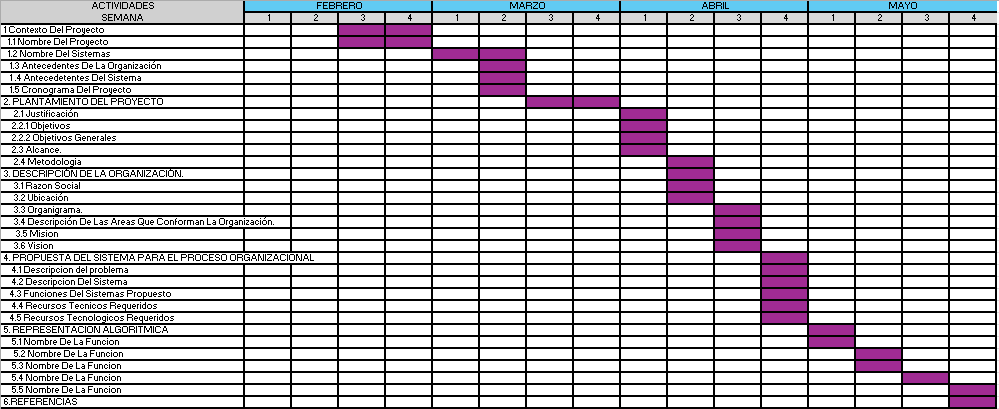 ACTIVIDADES FEBRERO MARZO ABRIL MAYO
SEMANA 1 2 3 4 1 2 3 4 1 2 3 4 1 2 3 4
1 Contexto Del Proyecto
1.1 Nombre Del Proyecto
1.2 Nombre Del Sistemas
1.3 Antecedentes De La Organización
1.4 Antecedetentes Del Sistema
1.5 Cronograma Del Proyecto
2. PLANTAMIENTO DEL PROYECTO
2.1 Justificación
2.2.1 Objetivos
2.2.2 Objetivos Generales
2.3 Alcance.
2.4 Metodologia
3. DESCRIPCIÓN DE LA ORGANIZACIÓN.
3.1 Razon Social
3.2 Ubicación
3.3 Organigrama.
3.4 Descripción De Las Areas Que Conforman La Organización.
3.5 Mision
3.6 Vision
4. PROPUESTA DEL SISTEMA PARA EL PROCESO ORGANIZACIONAL
4.1 Descripcion del problema
4.2 Descripcion Del Sistema
4.3 Funciones Del Sistemas Propuesto
4.4 Recursos Tecnicos Requeridos
4.5 Recursos Tecnologicos Requeridos
5. REPRESENTACION ALGORITMICA
5.1 Nombre De La Funcion
5.2 Nombre De La Funcion
5.3 Nombre De La Funcion
5.4 Nombre De La Funcion
5.5 Nombre De La Funcion
6.REFERENCIAS